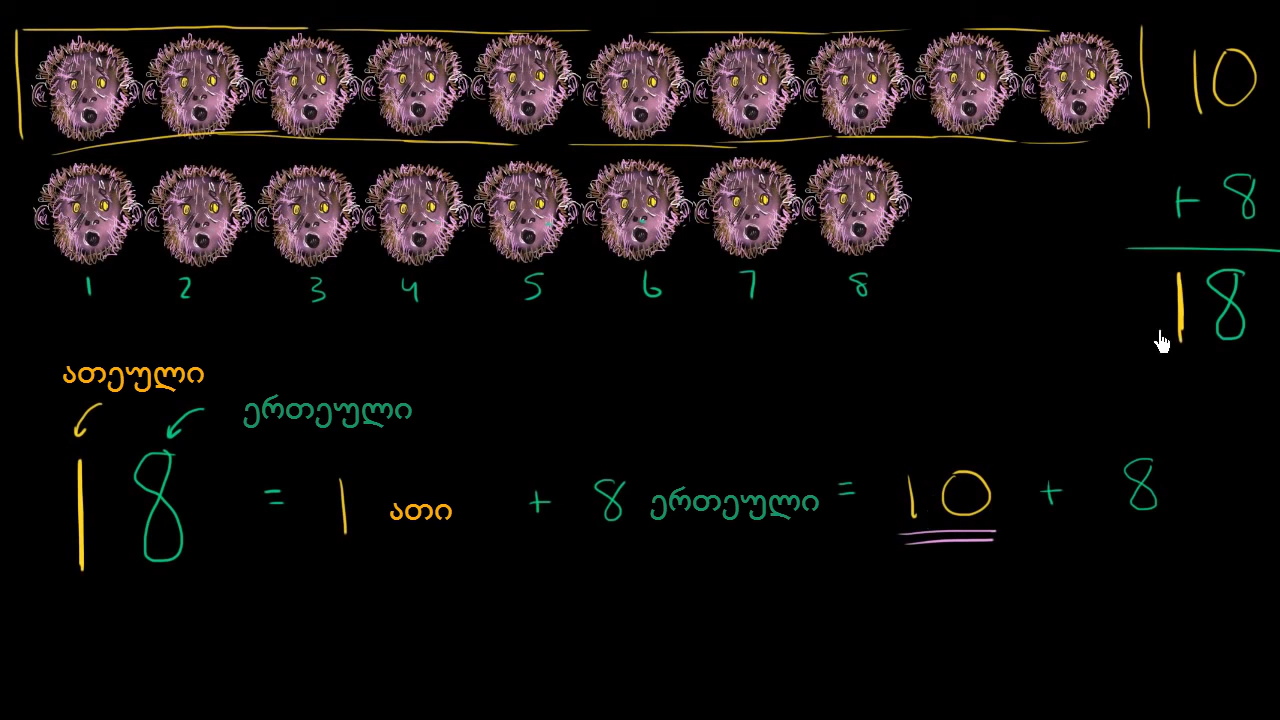 10
+ 8
1 2 3 4 5 6 7 8
18
ათეული
ერთეული
18 = 1 ათი + 8 ერთეული = 10 + 8